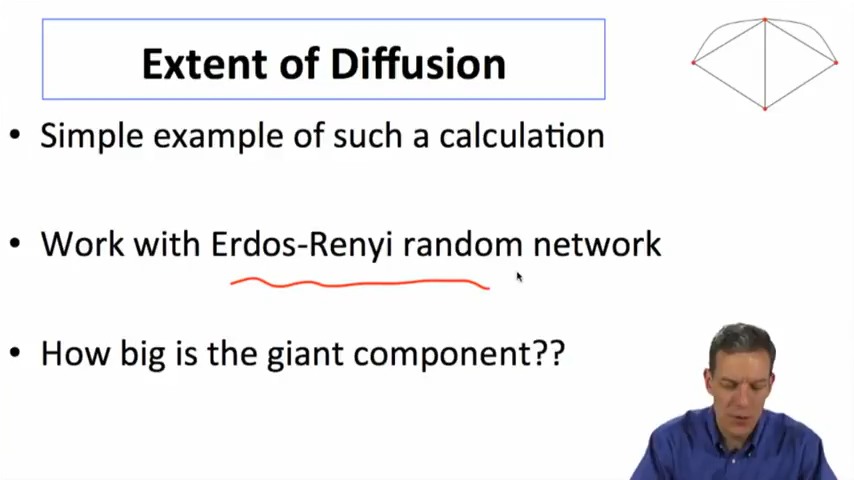 Extent of Diffusion
• Simple example of such a calculation
• Work with Erdos-Renyi random network
• How big is the giant component??